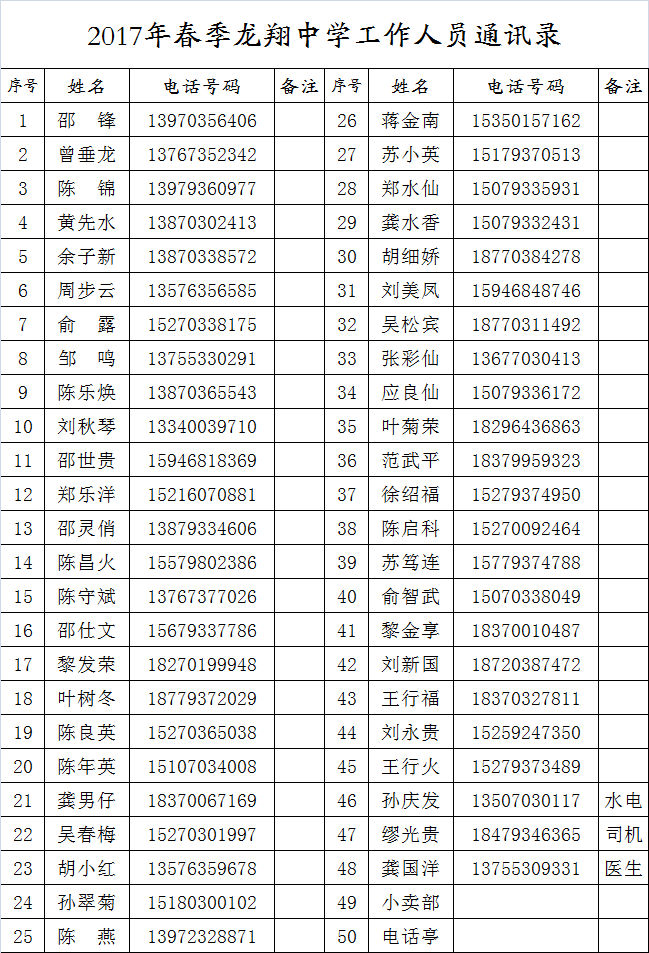 2017年春季龙翔中学工作人员通讯录
序号 姓名 电话号码 备注 序号 姓名 电话号码 备注
1 邵 锋 13970356406 26 蒋金南 15350157162
2 曾垂龙 13767352342 27 苏小英 15179370513
3 陈 锦 13979360977 28 郑水仙 15079335931
4 黄先水 13870302413 29 龚水香 15079332431
5 余子新 13870338572 30 胡细娇 18770384278
6 周步云 13576356585 31 刘美凤 15946848746
7 俞 露 15270338175 32 吴松宾 18770311492
8 邹 鸣 13755330291 33 张彩仙 13677030413
9 陈乐焕 13870365543 34 应良仙 15079336172
10 刘秋琴 13340039710 35 叶菊荣 18296436863
11 邵世贵 15946818369 36 范武平 18379959323
12 郑乐洋 15216070881 37 徐绍福 15279374950
13 邵灵俏 13879334606 38 陈启科 15270092464
14 陈昌火 15579802386 39 苏笃连 15779374788
15 陈守斌 13767377026 40 俞智武 15070338049
16 邵仕文 15679337786 41 黎金享 18370010487
17 黎发荣 18270199948 42 刘新国 18720387472
18 叶树冬 18779372029 43 王行福 18370327811
19 陈良英 15270365038 44 刘永贵 15259247350
20 陈年英 15107034008 45 王行火 15279373489
21 龚男仔 18370067169 46 孙庆发 13507030117 水电
22 吴春梅 15270301997 47 缪光贵 18479346365 司机
23 胡小红 13576359678 48 龚国洋 13755309331 医生
24 孙翠菊 15180300102 49 小卖部
25 陈 燕 13972328871 50 电话亭